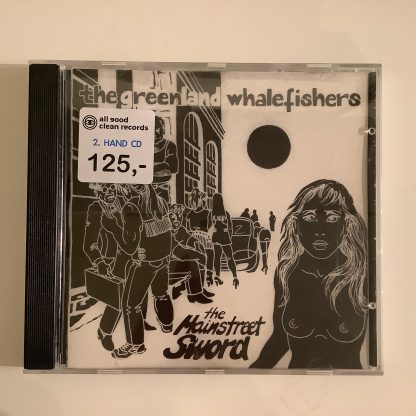 the greenland whalefishers
all good
clean records
2. HAND CD
125,-
the
Mainstreet
Sword